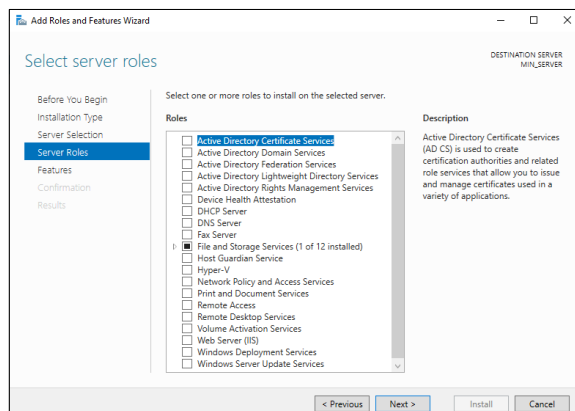 Add Roles and Features Wizard
Select server roles
DESTINATION SERVER
MIN_SERVER
Before You Begin
Installation Type
Server Selection
Server Roles
Features
Confirmation
Results
Select one or more roles to install on the selected server.
Roles
Active Directory Certificate Services
Active Directory Domain Services
Active Directory Federation Services
Active Directory Lightweight Directory Services
Active Directory Rights Management Services
Device Health Attestation
DHCP Server
DNS Server
Fax Server
File and Storage Services (1 of 12 installed)
Host Guardian Service
Hyper-V
Network Policy and Access Services
Print and Document Services
Remote Access
Remote Desktop Services
Volume Activation Services
Web Server (IIS)
Windows Deployment Services
Windows Server Update Services
Description
Active Directory Certificate Services
(AD CS) is used to create
certification authorities and related
role services that allow you to issue
and manage certificates used in a
variety of applications.
< Previous
Next >
Install
Cancel